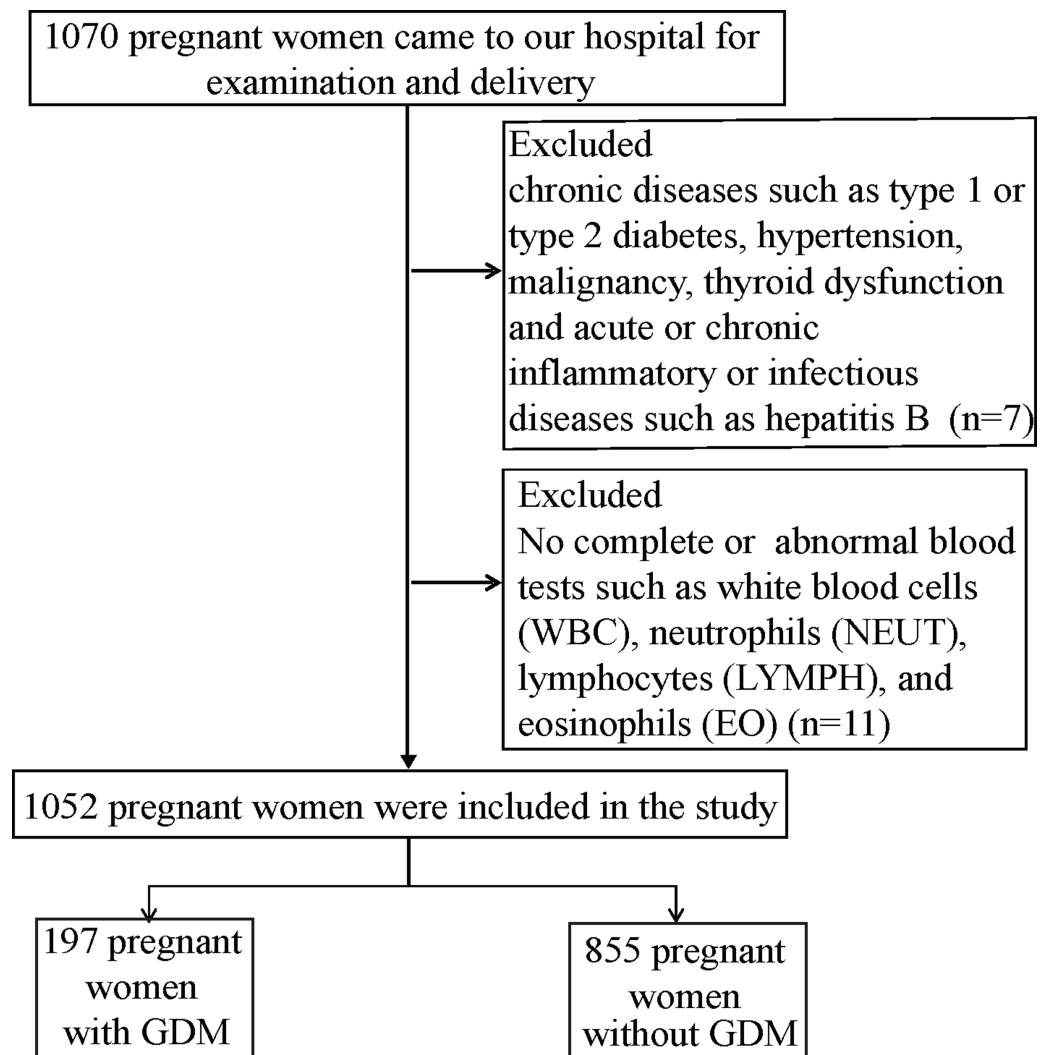 1070 pregnant women came to our hospital for
examination and delivery
Excluded
chronic diseases such as type 1 or
type 2 diabetes, hypertension,
malignancy, thyroid dysfunction
and acute or chronic
inflammatory or infectious
diseases such as hepatitis B (n=7)
Excluded
No complete or abnormal blood
tests such as white blood cells
(WBC), neutrophils (NEUT),
lymphocytes (LYMPH), and
eosinophils (EO) (n=11)
1052 pregnant women were included in the study
197 pregnant
women
with GDM
855 pregnant
women
without GDM